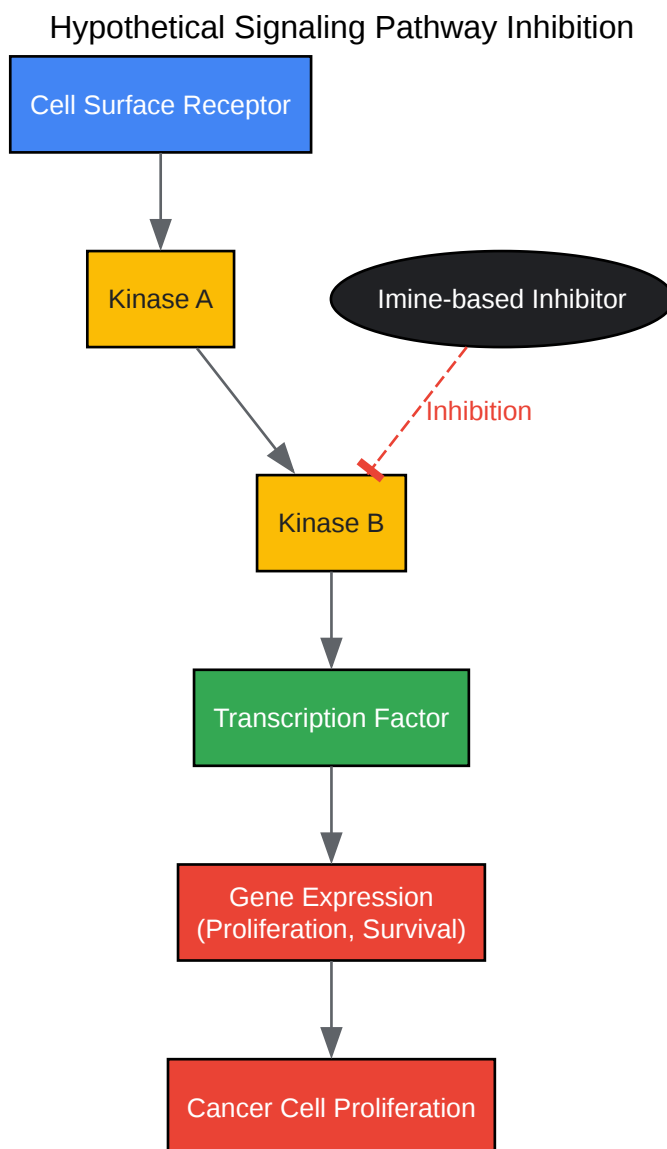 Hypothetical Signaling Pathway Inhibition
Cell Surface Receptor
Kinase A
Imine-based Inhibitor
Inhibition
Kinase B
Transcription Factor
Gene Expression
(Proliferation, Survival)
Cancer Cell Proliferation